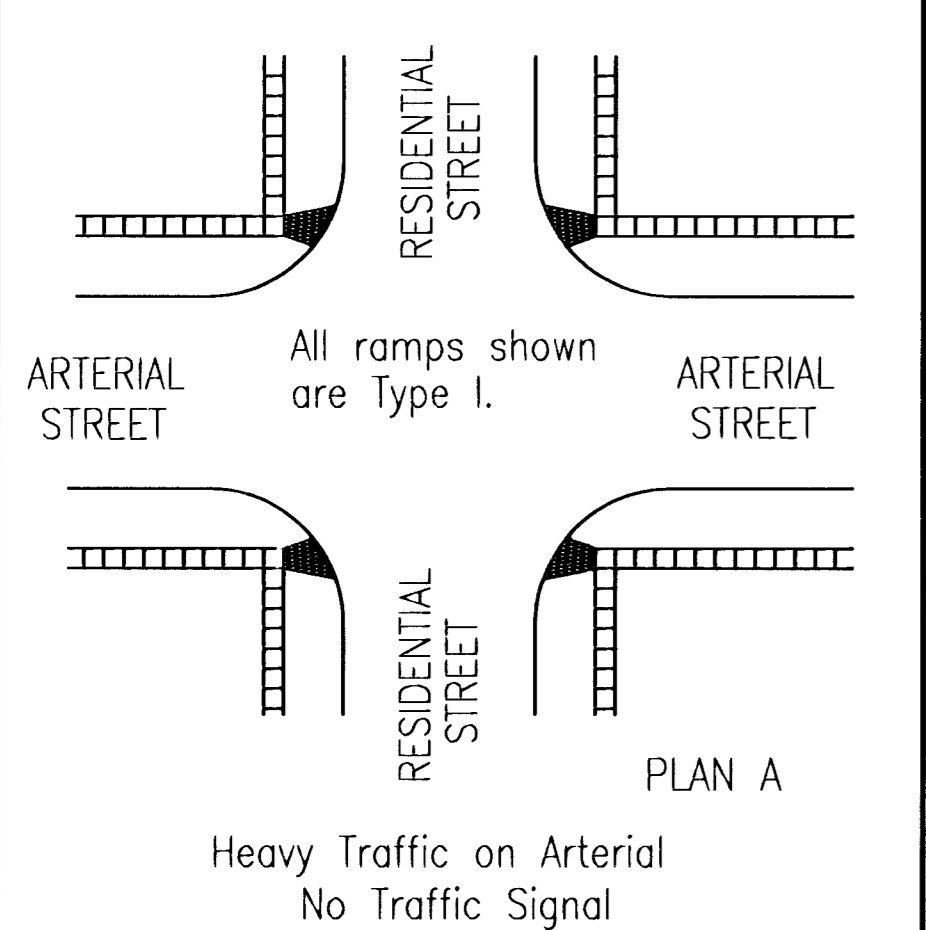 RESIDENTIAL
STREET
All ramps shown
are Type I.
ARTERIAL
STREET
ARTERIAL
STREET
RESIDENTIAL
STREET
PLAN A
Heavy Traffic on Arterial
No Traffic Signal